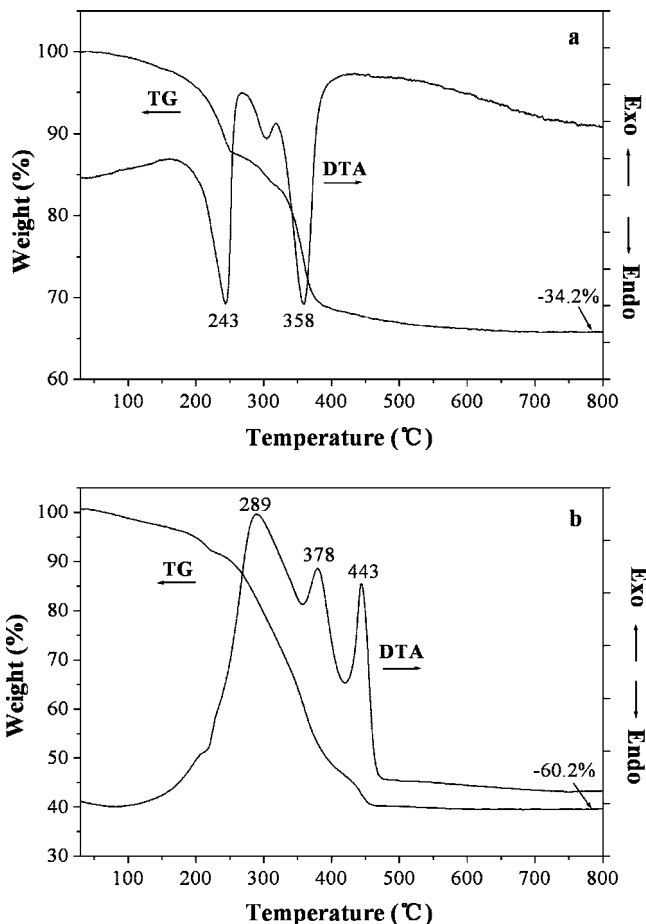 a
100
90
80
70
60
Weight (%)
TG
DTA
243
358
-34.2%
Exo
Endo
100 200 300 400 500 600 700 800
Temperature (℃)
b
289
378
443
100
90
80
70
60
50
40
30
Weight (%)
TG
DTA
-60.2%
Exo
Endo
100 200 300 400 500 600 700 800
Temperature (℃)